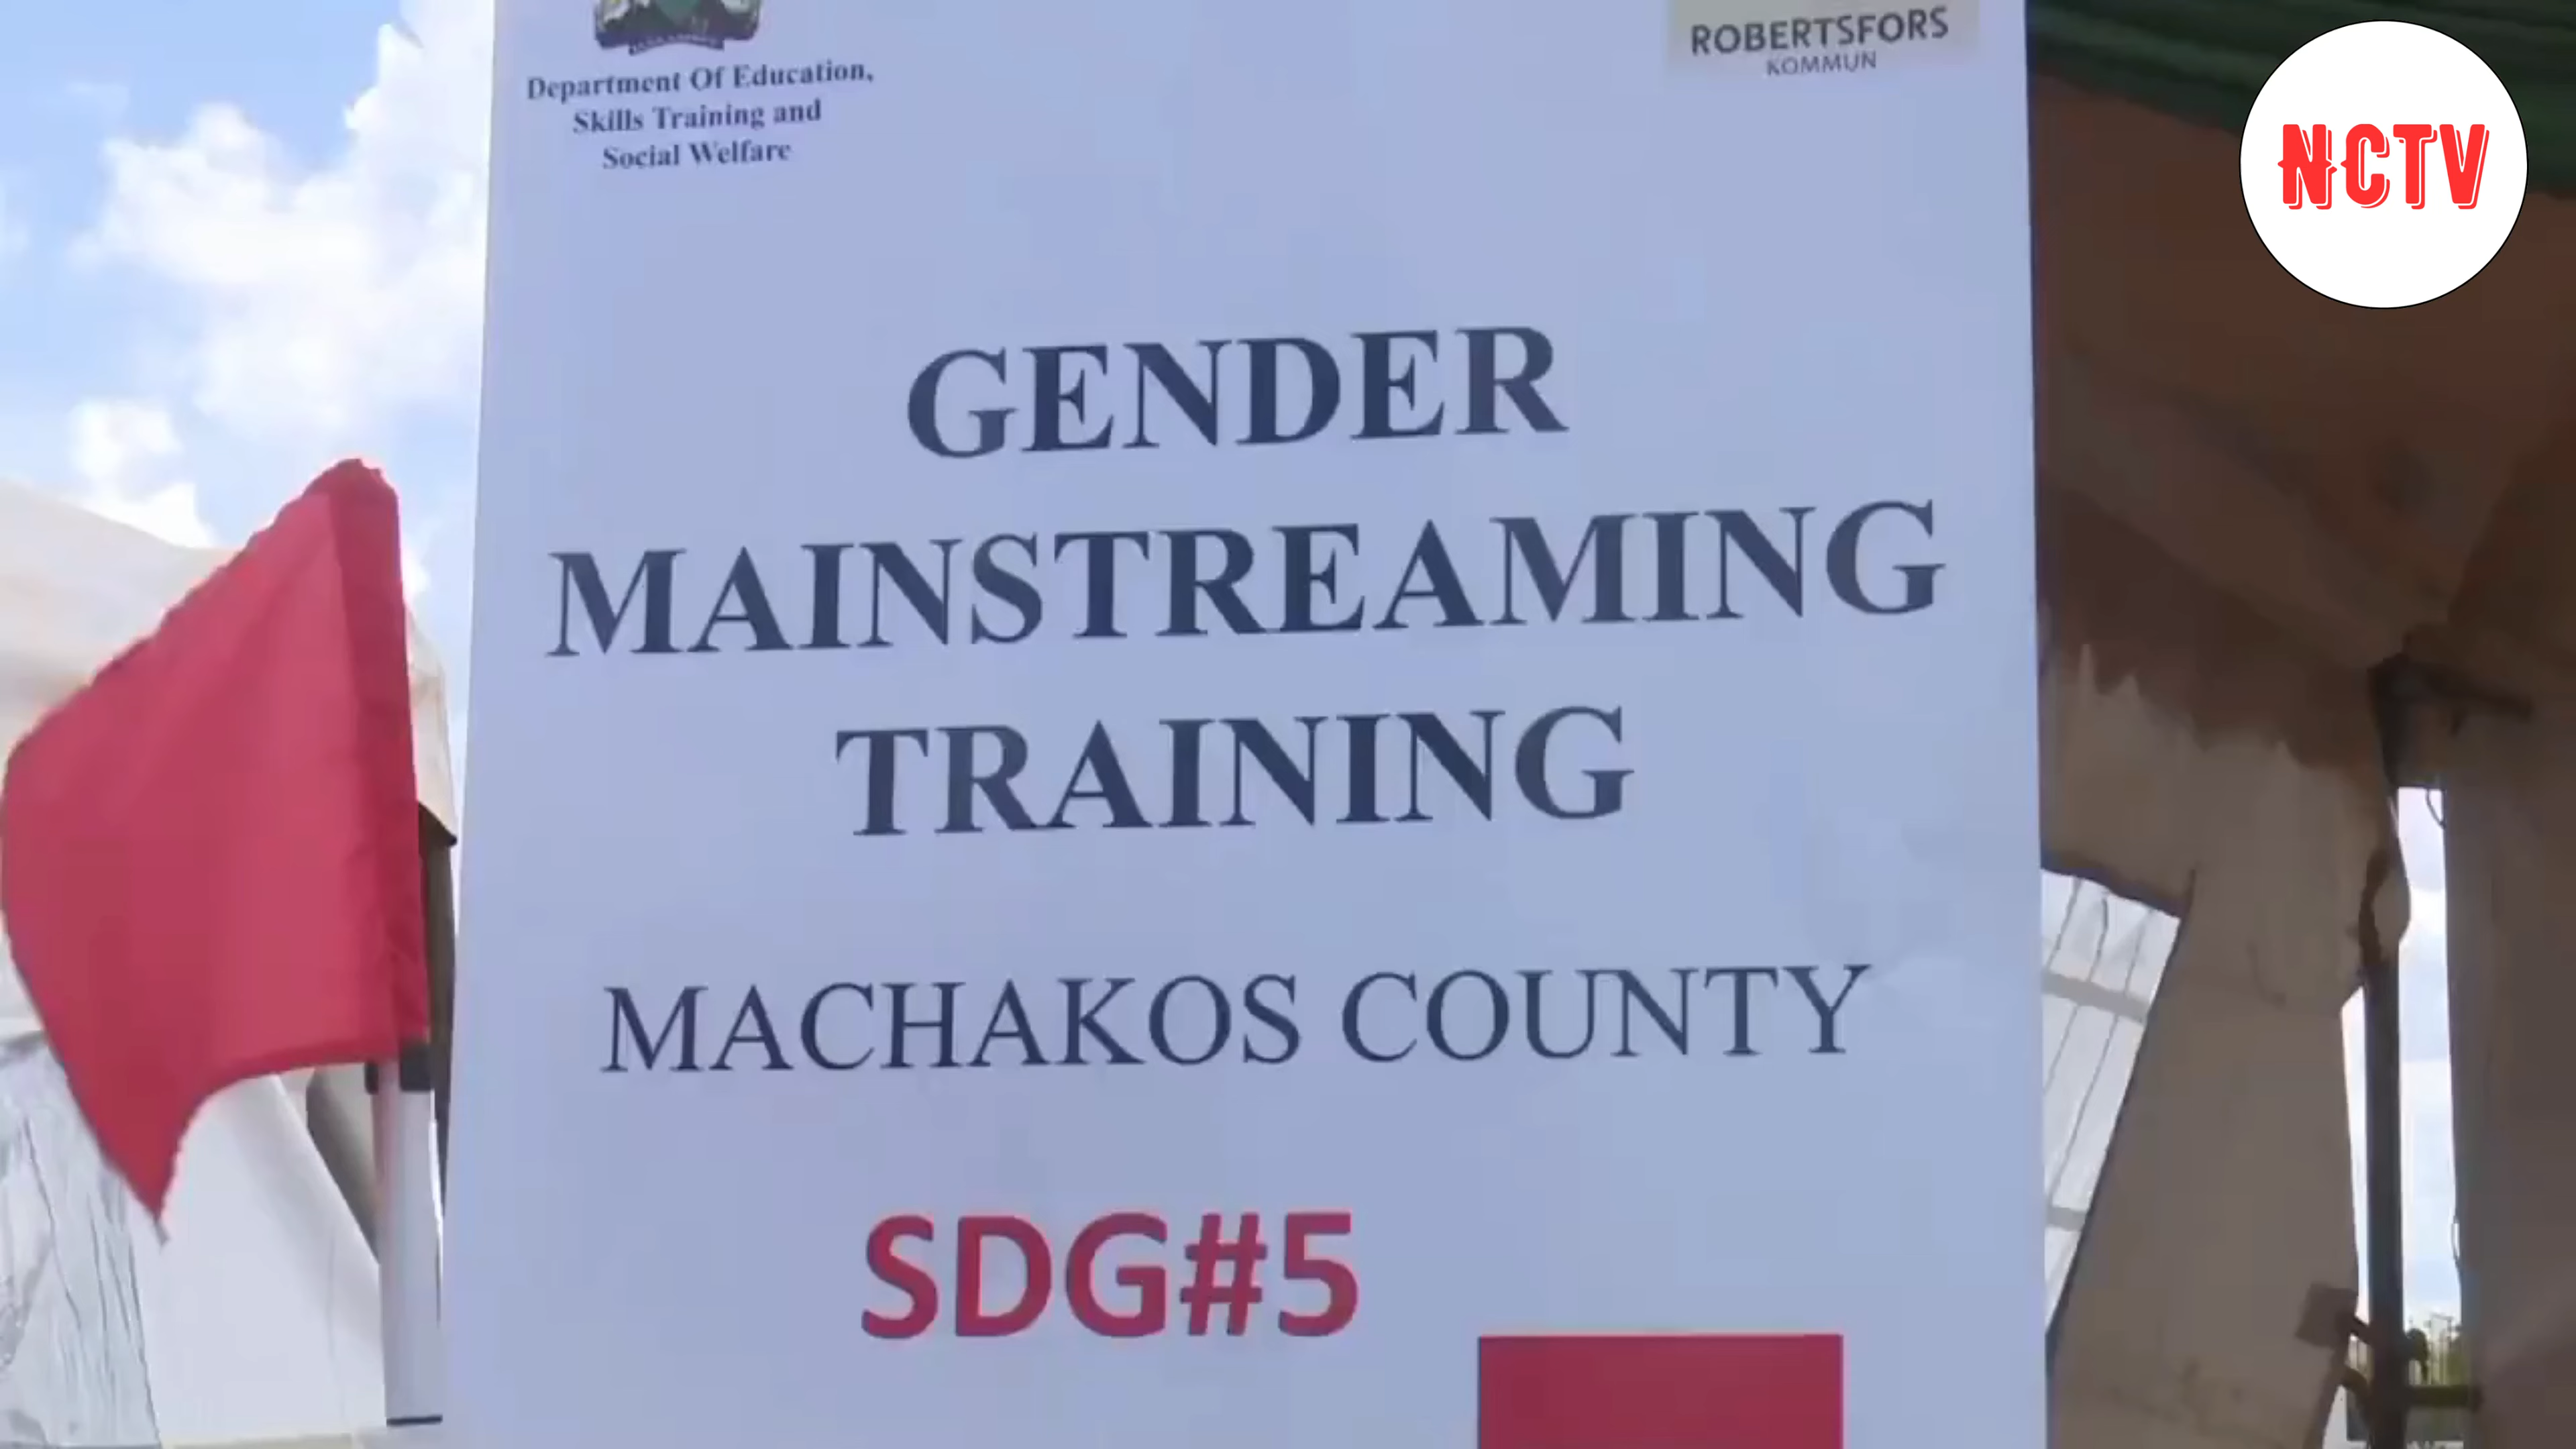 Department Of Education,
Skills Training and
Social Welfare
ROBERTSFORS
KOMMUN
NCTV
GENDER
MAINSTREAMING
TRAINING
MACHAKOS COUNTY
SDG#5